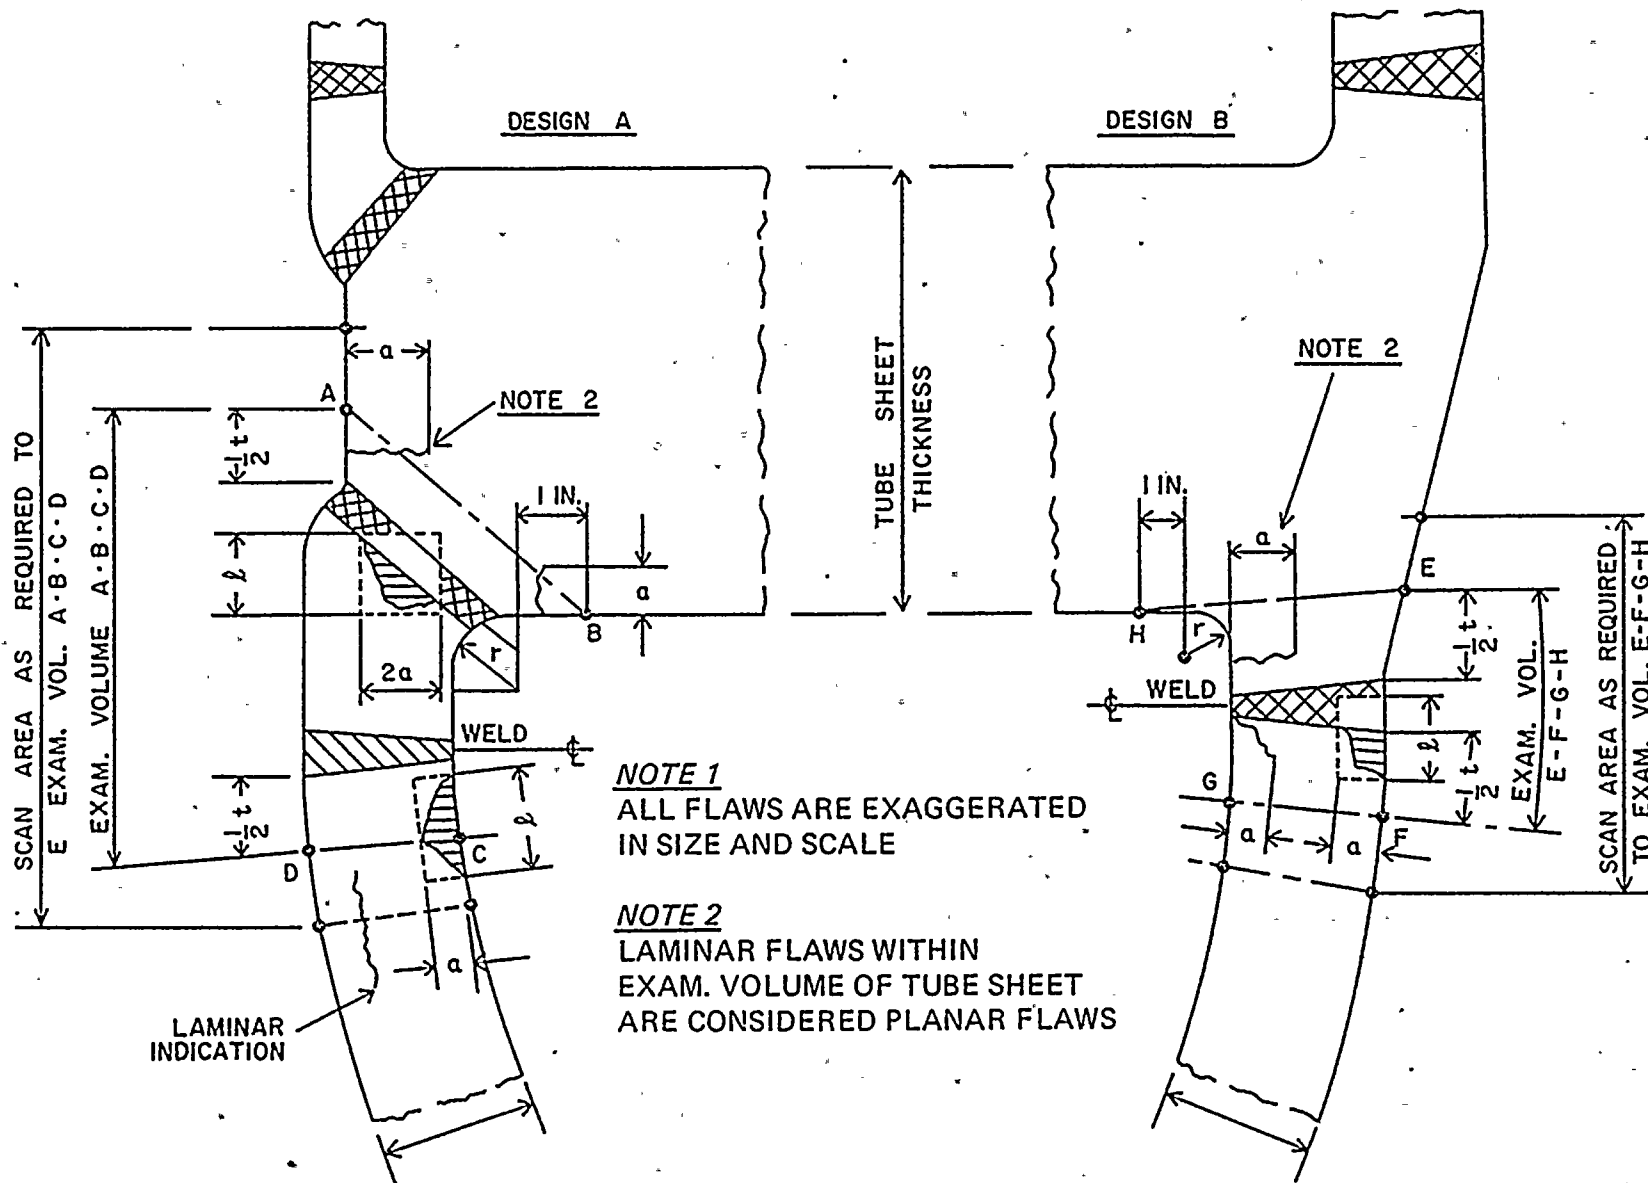 DESIGN A
DESIGN B
TUBE SHEET
THICKNESS
NOTE 2
NOTE 2
SCAN AREA AS REQUIRED TO
E EXAM. VOL. A·B·C·D
EXAM. VOLUME A·B·C·D
a
A
1/2 t
1 IN.
ℓ
a
B
r
2a
WELD
℄
1/2 t
ℓ
D
C
a
LAMINAR
INDICATION
NOTE 1
ALL FLAWS ARE EXAGGERATED
IN SIZE AND SCALE
NOTE 2
LAMINAR FLAWS WITHIN
EXAM. VOLUME OF TUBE SHEET
ARE CONSIDERED PLANAR FLAWS
1 IN.
a
E
H
r
1/2 t
WELD
℄
ℓ
1/2 t
G
a
a
F
EXAM. VOL.
E-F-G-H
SCAN AREA AS REQUIRED
TO EXAM. VOL. E-F-G-H